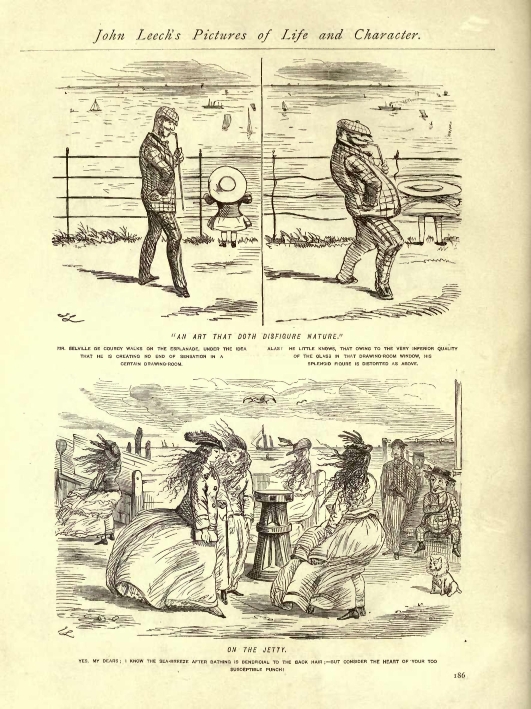 John Leech's Pictures of Life and Character.
"AN ART THAT DOTH DISFIGURE NATURE."
MR. BELVILLE DE COURCY WALKS ON THE ESPLANADE, UNDER THE IDEA
THAT HE IS CREATING NO END OF SENSATION IN A
CERTAIN DRAWING-ROOM.
ALAS! HE LITTLE KNOWS, THAT OWING TO THE VERY INFERIOR QUALITY
OF THE GLASS IN THAT DRAWING-ROOM WINDOW, HIS
SPLENDID FIGURE IS DISTORTED AS ABOVE.
ON THE JETTY.
YES, MY DEARS; I KNOW THE SEA-BREEZE AFTER BATHING IS BENEFICIAL TO THE BACK HAIR;—BUT CONSIDER THE HEART OF YOUR TOO
SUSCEPTIBLE PUNCH!
186